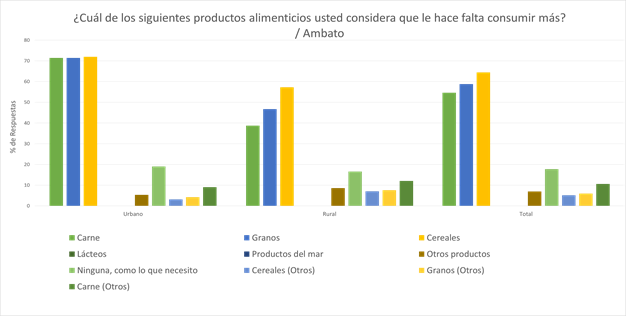 ¿Cuál de los siguientes productos alimenticios usted considera que le hace falta consumir más?
/ Ambato
80
70
60
50
40
30
20
10
0
% de Respuestas
Urbano Rural Total
Carne Granos Cereales
Lácteos Productos del mar Otros productos
Ninguna, como lo que necesito Cereales (Otros) Granos (Otros)
Carne (Otros)